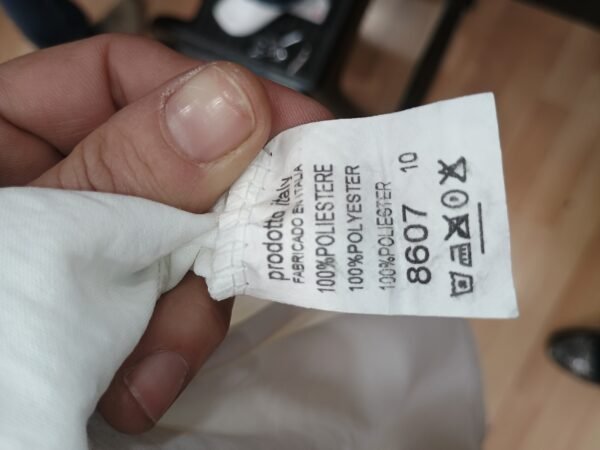 prodotto italy
FABRICADO EN ITALIA
100%POLIESTERE
100%POLYESTER
100%POLIESTER
8607 10